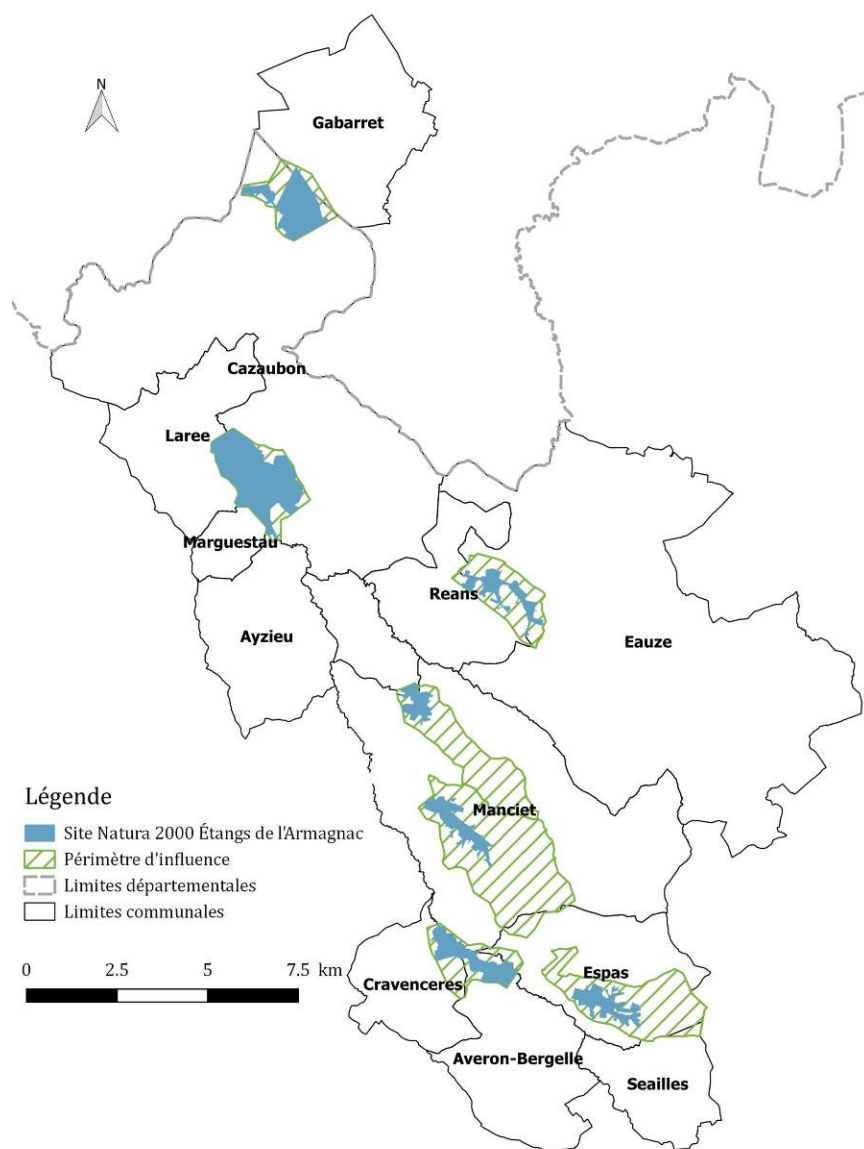 N
Gabarret
Cazaubon
Laree
Marguestau
Reans
Ayzieu
Eauze
Légende
Site Natura 2000 Étangs de l'Armagnac
Manciet
Périmètre d'influence
Limites départementales
Limites communales
0 2.5 5 7.5 km
Cravenceres
Espas
Averon-Bergelle
Seailles